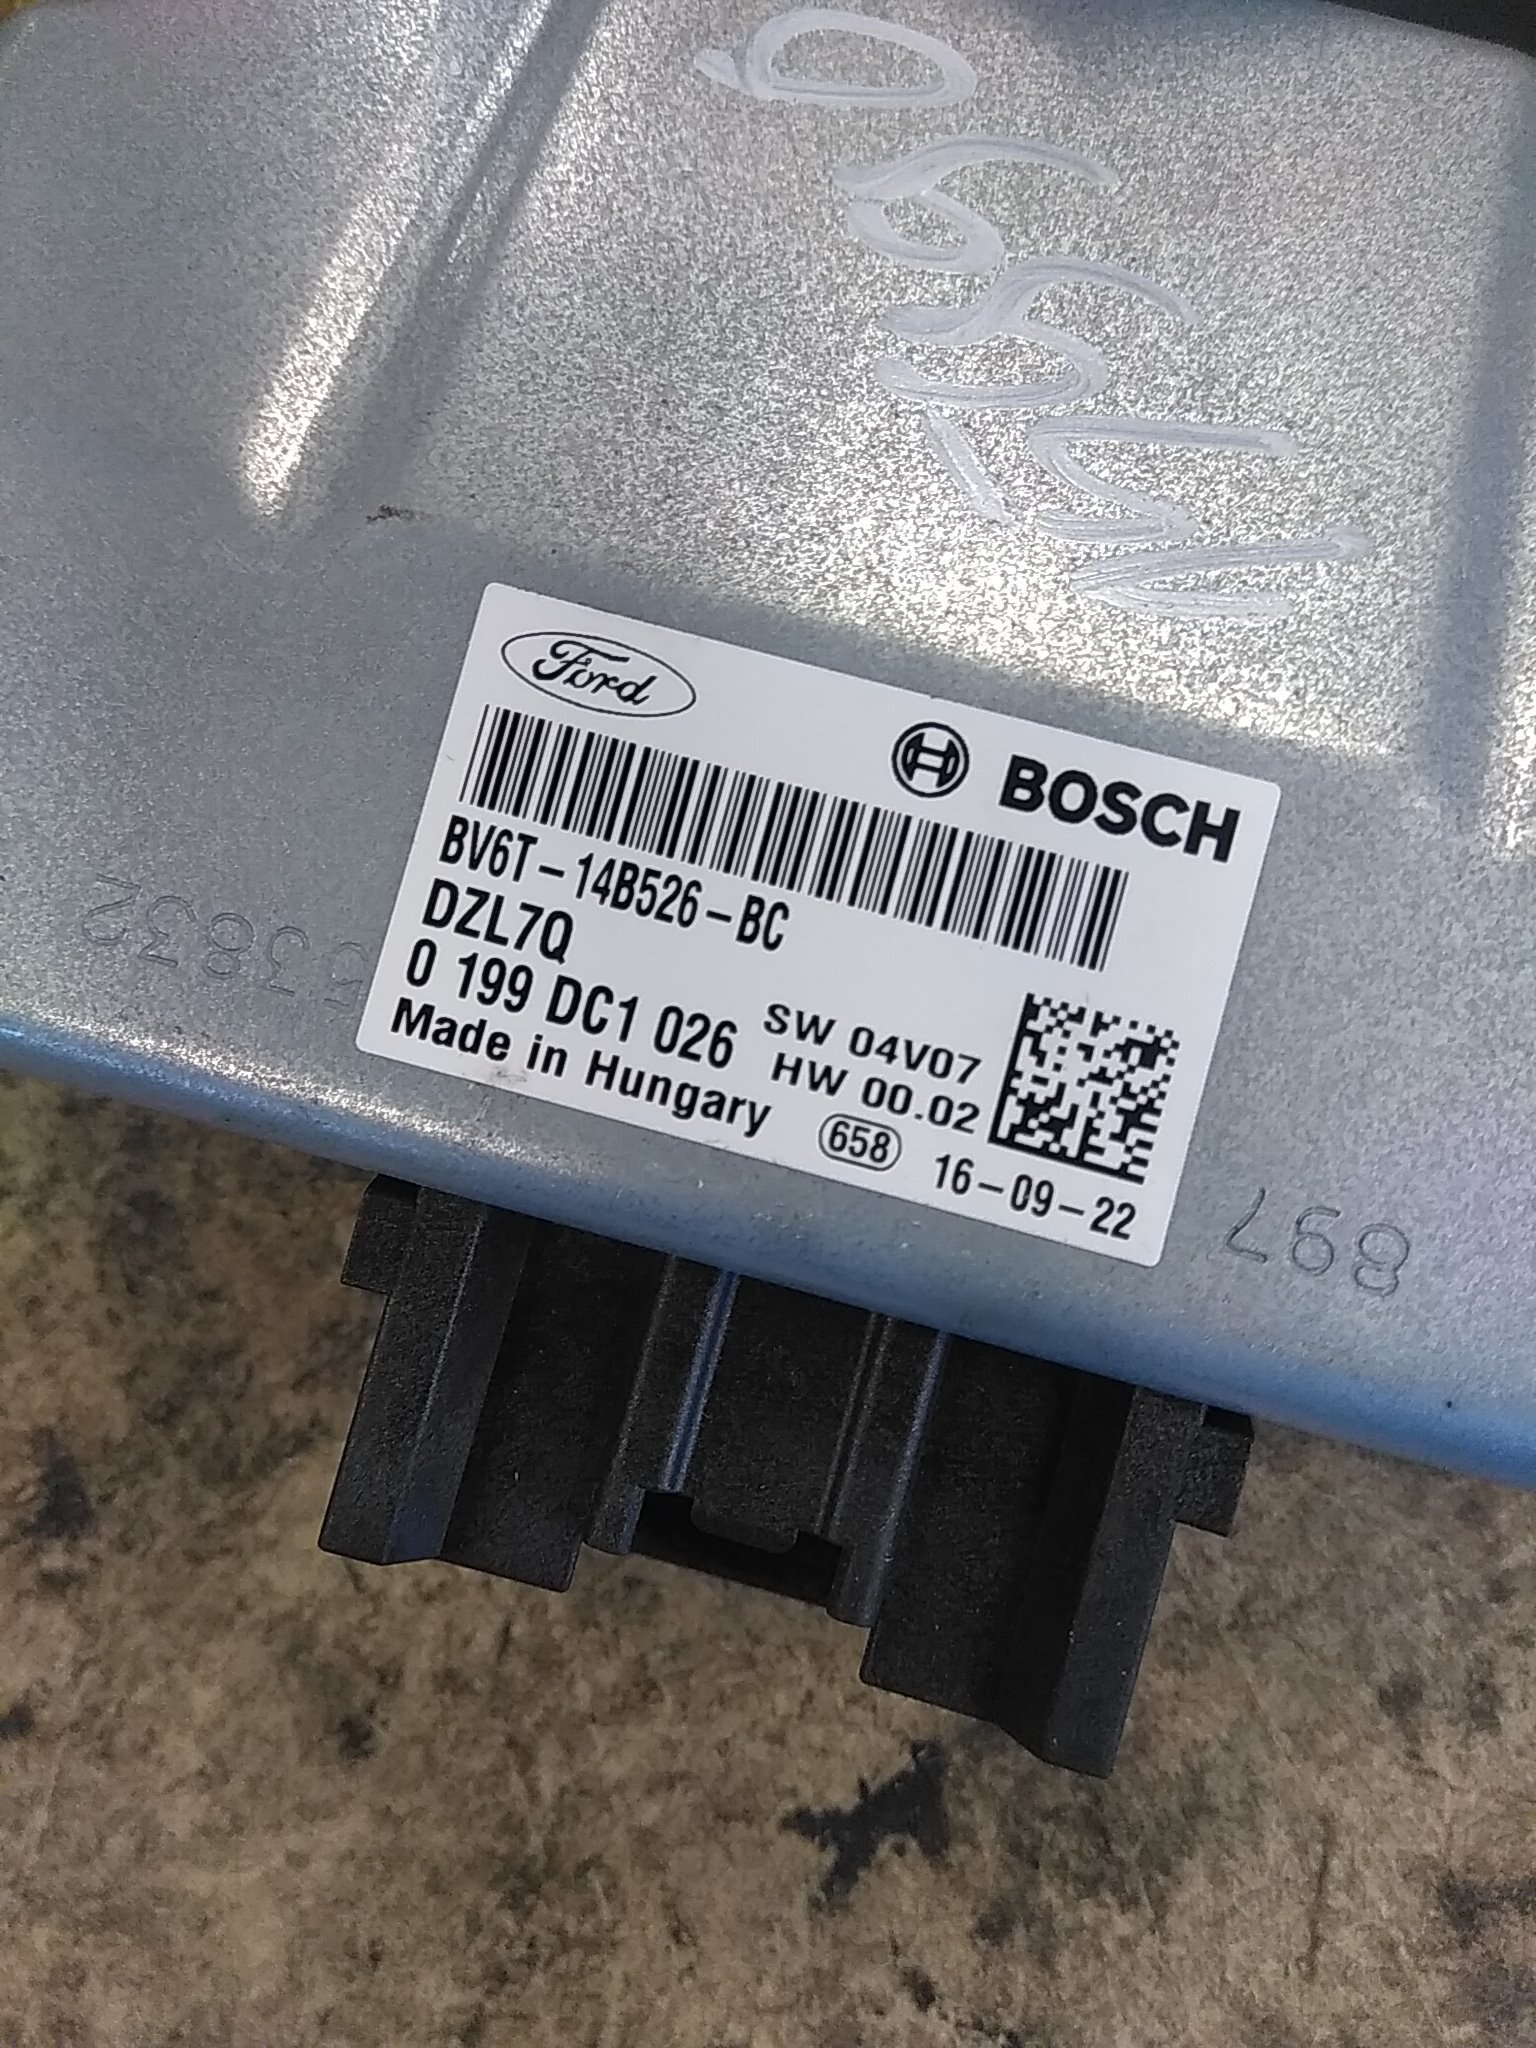 Ford
BOSCH
BV6T-14B526-BC
DZL7Q
0 199 DC1 026
SW 04V07
HW 00.02
Made in Hungary
658
16-09-22
897